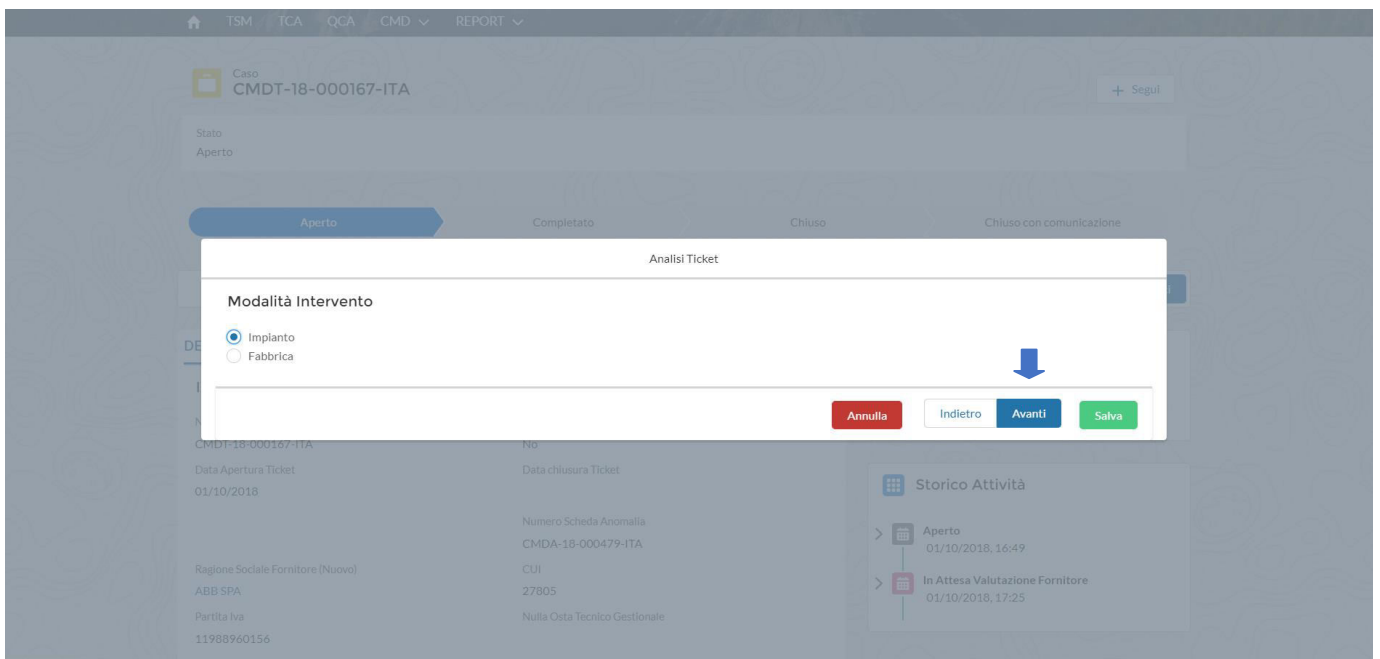 TSM TCA QCA CMD REPORT
Caso
CMDT-18-000167-ITA
+ Segui
Stato
Aperto
Aperto Completato Chiuso Chiuso con comunicazione
Analisi Ticket
Modalità Intervento
Impianto
Fabbrica
Annulla Indietro Avanti Salva
CMDT-18-000167-ITA No
Data Apertura Ticket Data chiusura Ticket
01/10/2018
Numero Scheda Anomalia
CMDA-18-000479-ITA
Ragione Sociale Fornitore (Nuovo) CUI
ABB SPA 27805
Partita Iva Nulla Osta Tecnico Gestionale
11988960156
Storico Attività
Aperto
01/10/2018, 16:49
In Attesa Valutazione Fornitore
01/10/2018, 17:25